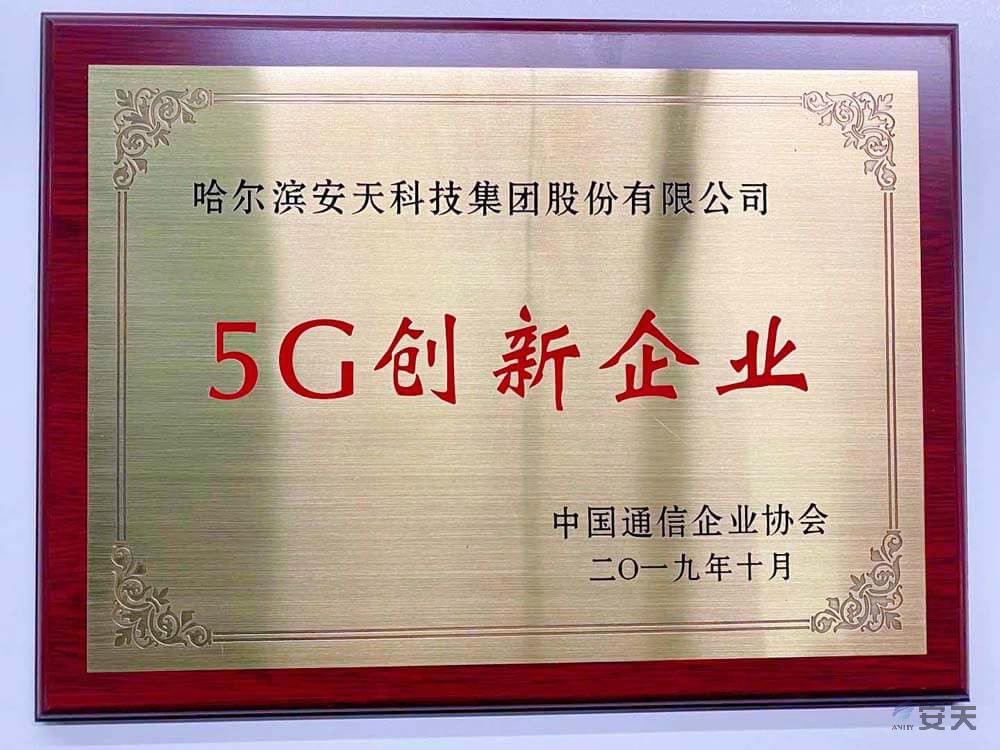 哈尔滨安天科技集团股份有限公司
5G创新企业
中国通信企业协会
二〇一九年十月
ANTIY 安天